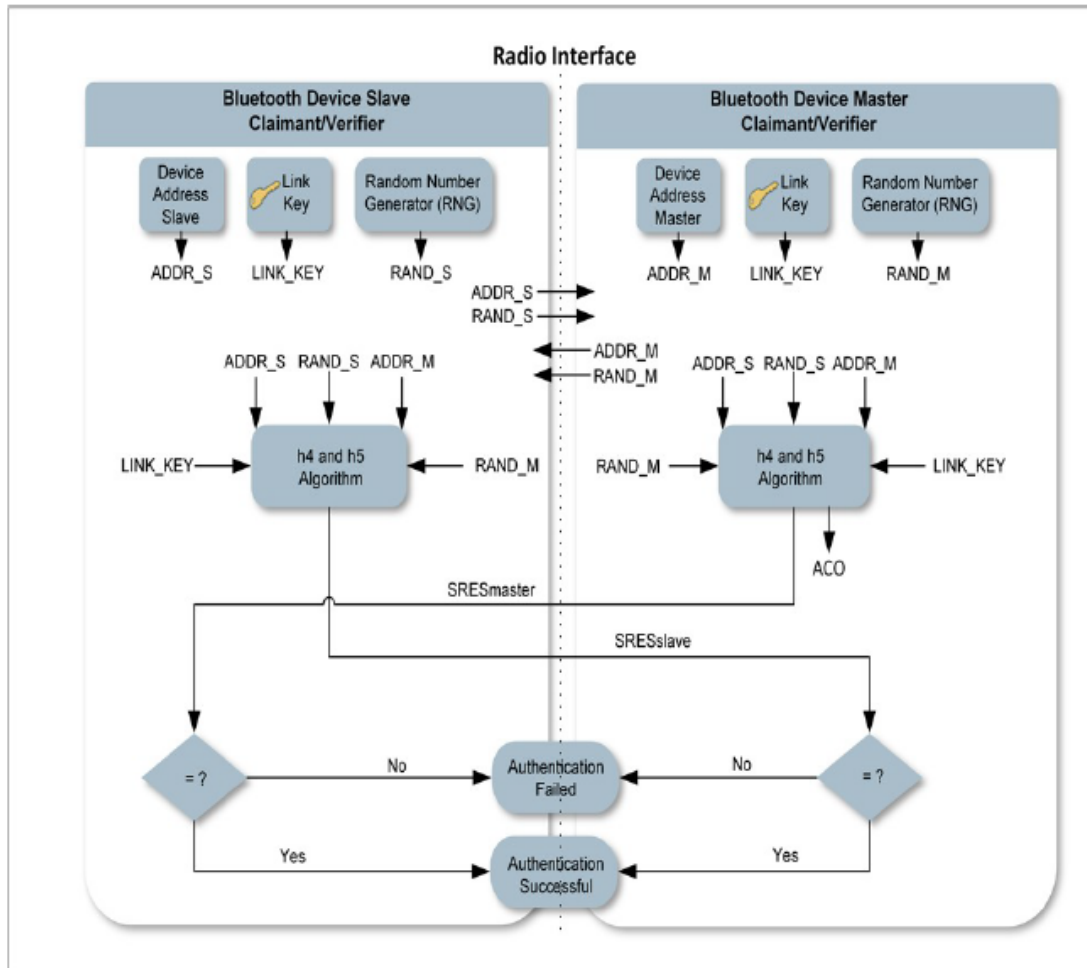 Radio Interface
Bluetooth Device Slave
Claimant/Verifier
Device
Address
Slave
Link
Key
Random Number
Generator (RNG)
ADDR_S
LINK_KEY
RAND_S
Bluetooth Device Master
Claimant/Verifier
Device
Address
Master
Link
Key
Random Number
Generator (RNG)
ADDR_M
LINK_KEY
RAND_M
ADDR_S
RAND_S
ADDR_M
RAND_M
ADDR_S RAND_S ADDR_M
LINK_KEY
h4 and h5
Algorithm
RAND_M
ADDR_S RAND_S ADDR_M
RAND_M
h4 and h5
Algorithm
LINK_KEY
ACO
SRESmaster
SRESslave
= ?
No
Authentication
Failed
No
= ?
Yes
Authentication
Successful
Yes